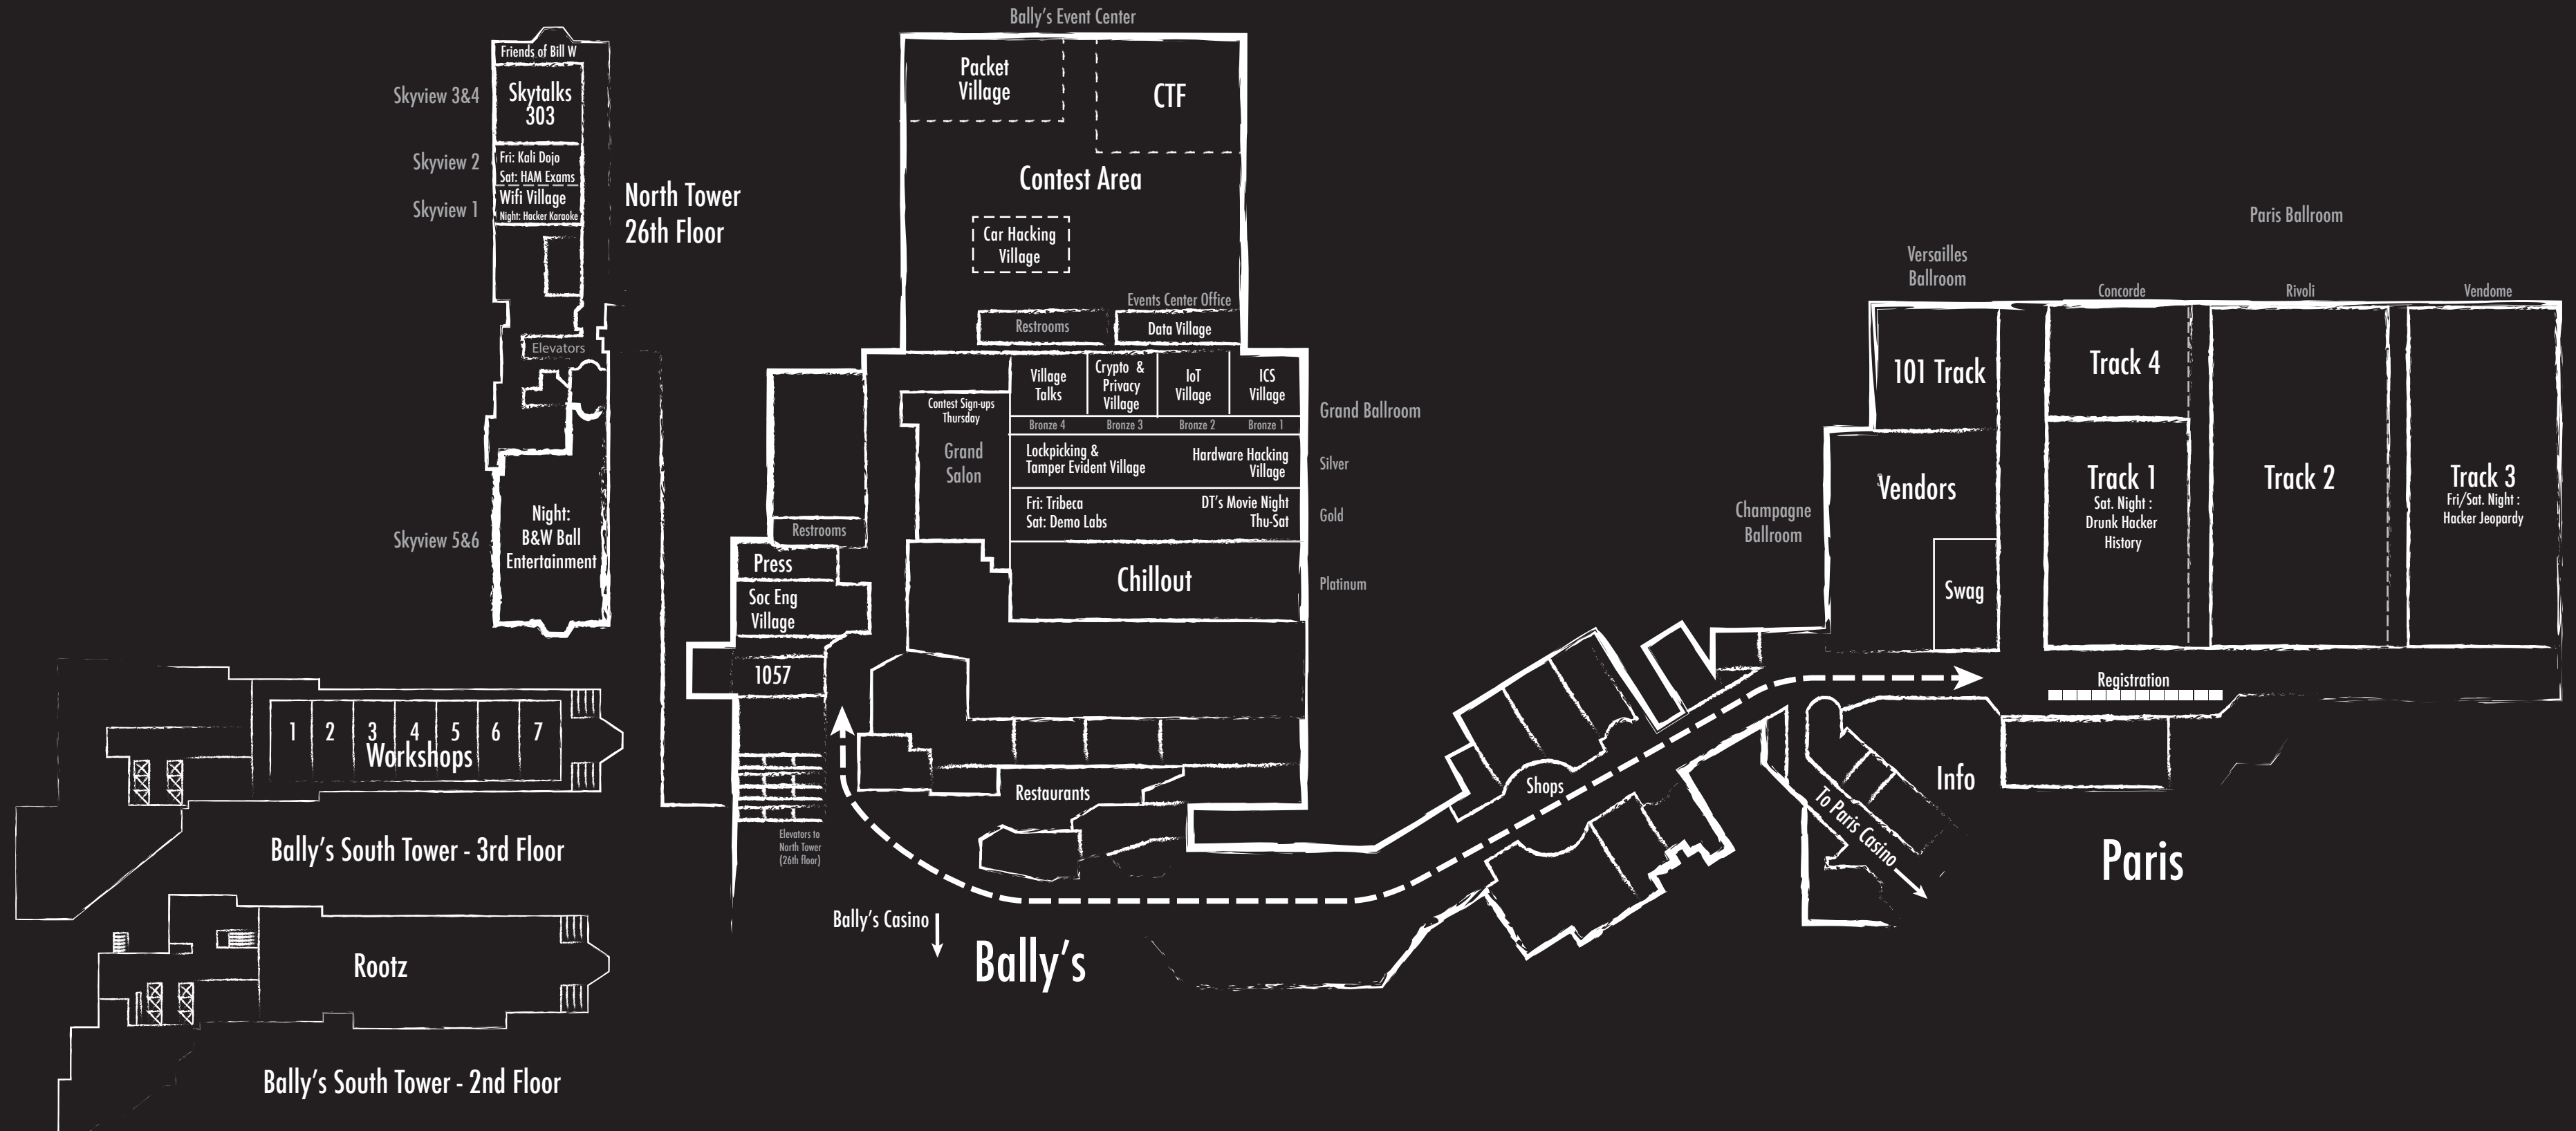 Friends of Bill W
Skyview 3&4
Skytalks
303
Skyview 2
Fri: Kali Dojo
Sat: HAM Exams
Skyview 1
Wifi Village
Night: Hacker Karaoke
North Tower
26th Floor
Elevators
Skyview 5&6
Night:
B&W Ball
Entertainment
1
2
3
4
5
6
7
Workshops
Bally's South Tower - 3rd Floor
Rootz
Bally's South Tower - 2nd Floor
Bally's Event Center
Packet
Village
CTF
Contest Area
Car Hacking
Village
Events Center Office
Restrooms
Data Village
Village
Talks
Crypto &
Privacy
Village
IoT
Village
ICS
Village
Grand Ballroom
Bronze 4
Bronze 3
Bronze 2
Bronze 1
Contest Sign-ups
Thursday
Grand
Salon
Lockpicking &
Tamper Evident Village
Hardware Hacking
Village
Silver
Fri: Tribeca
Sat: Demo Labs
DT's Movie Night
Thu-Sat
Gold
Chillout
Platinum
Restrooms
Press
Soc Eng
Village
1057
Elevators to
North Tower
(26th floor)
Restaurants
Bally's Casino
Bally's
Shops
Versailles
Ballroom
Paris Ballroom
Concorde
Rivoli
Vendome
101 Track
Track 4
Champagne
Ballroom
Vendors
Swag
Track 1
Sat. Night :
Drunk Hacker
History
Track 2
Track 3
Fri/Sat. Night :
Hacker Jeopardy
Registration
Info
To Paris Casino
Paris